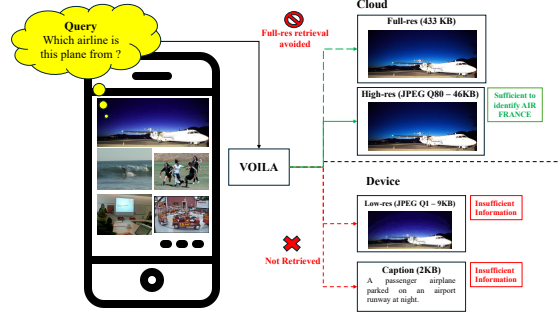 Query
Which airline is
this plane from ?
Full-res retrieval
avoided
Cloud
Full-res (433 KB)
High-res (JPEG Q80 – 46KB)
Sufficient to
identify AIR
FRANCE
VOILA
Device
Low-res (JPEG Q1 – 9KB)
Insufficient
Information
Not Retrieved
Caption (2KB)
A passenger airplane
parked on an airport
runway at night.
Insufficient
Information